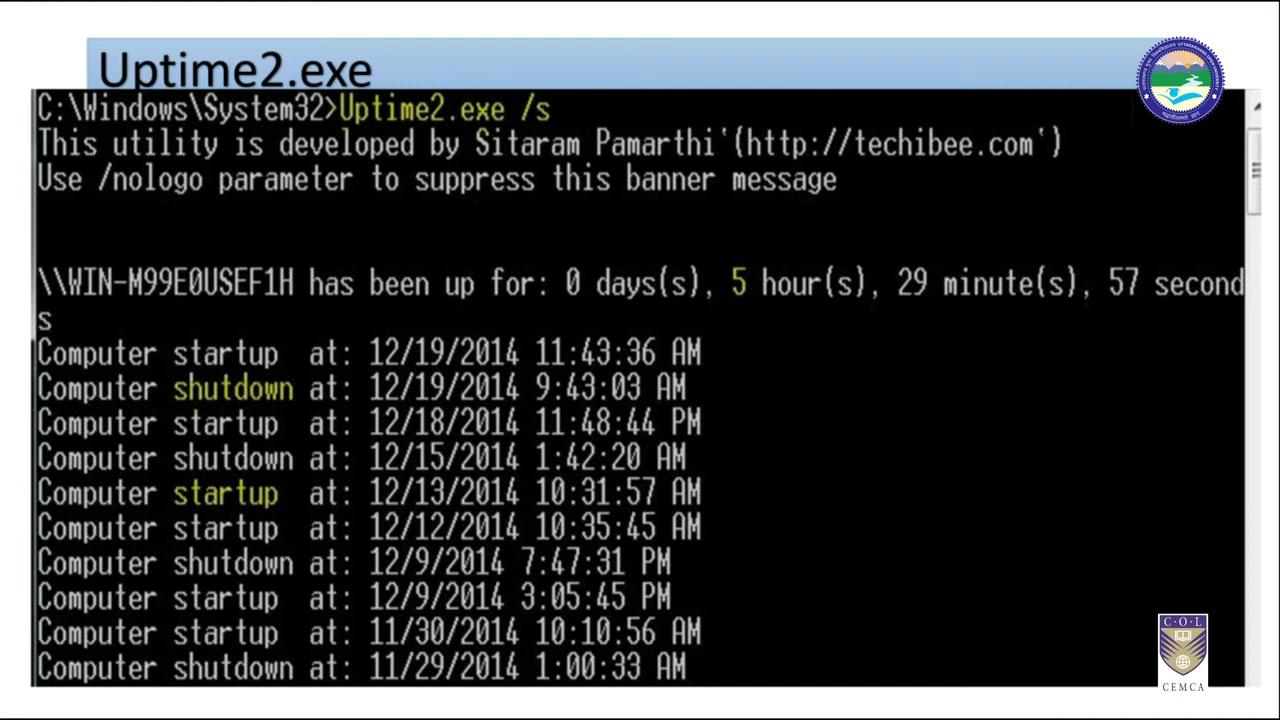 Uptime2.exe
C:\Windows\System32>Uptime2.exe /s
This utility is developed by Sitaram Pamarthi'(http://techibee.com')
Use /nologo parameter to suppress this banner message
\\WIN-M99E0USEF1H has been up for: 0 days(s), 5 hour(s), 29 minute(s), 57 second
s
Computer startup  at: 12/19/2014 11:43:36 AM
Computer shutdown at: 12/19/2014 9:43:03 AM
Computer startup  at: 12/18/2014 11:48:44 PM
Computer shutdown at: 12/15/2014 1:42:20 AM
Computer startup  at: 12/13/2014 10:31:57 AM
Computer startup  at: 12/12/2014 10:35:45 AM
Computer shutdown at: 12/9/2014 7:47:31 PM
Computer startup  at: 12/9/2014 3:05:45 PM
Computer startup  at: 11/30/2014 10:10:56 AM
Computer shutdown at: 11/29/2014 1:00:33 AM
C·O·L
CEMCA